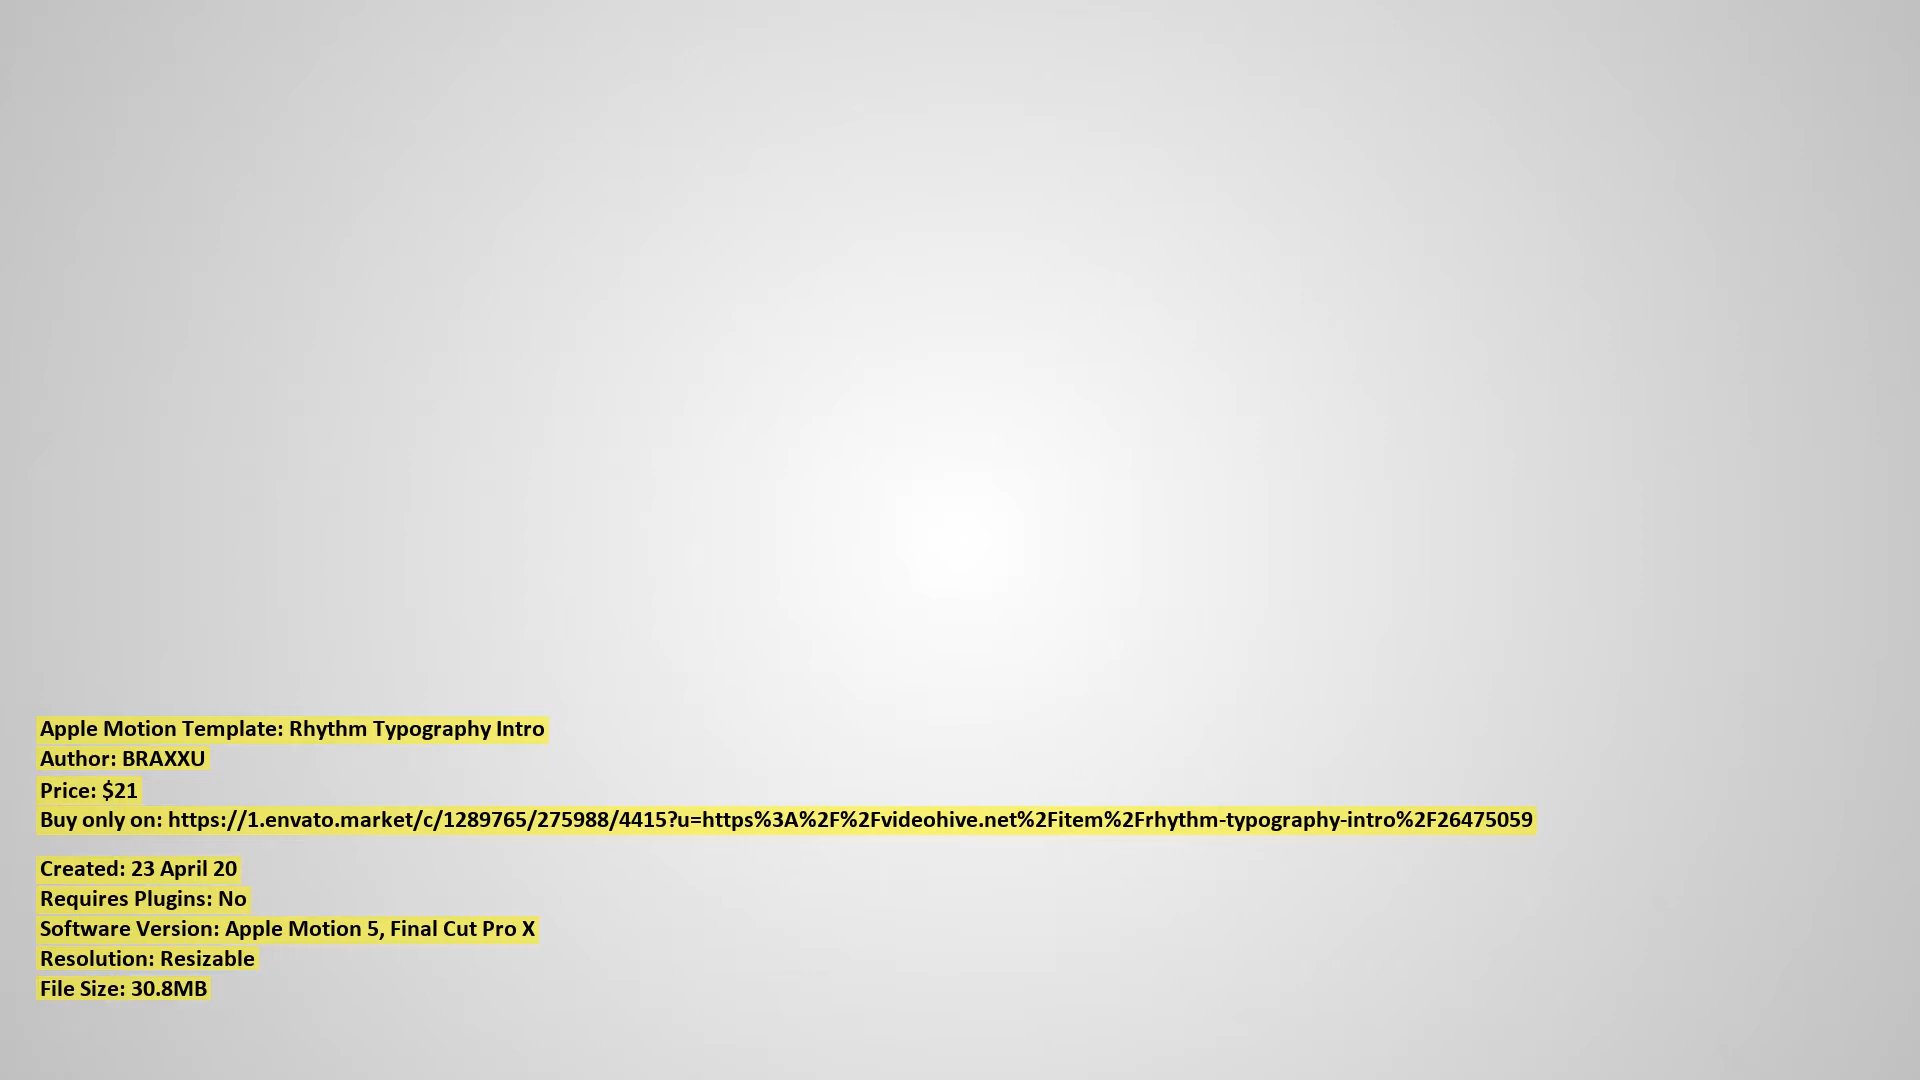 Apple Motion Template: Rhythm Typography Intro
Author: BRAXXU
Price: $21
Buy only on: https://1.envato.market/c/1289765/275988/4415?u=https%3A%2F%2Fvideohive.net%2Fitem%2Frhythm-typography-intro%2F26475059
Created: 23 April 20
Requires Plugins: No
Software Version: Apple Motion 5, Final Cut Pro X
Resolution: Resizable
File Size: 30.8MB